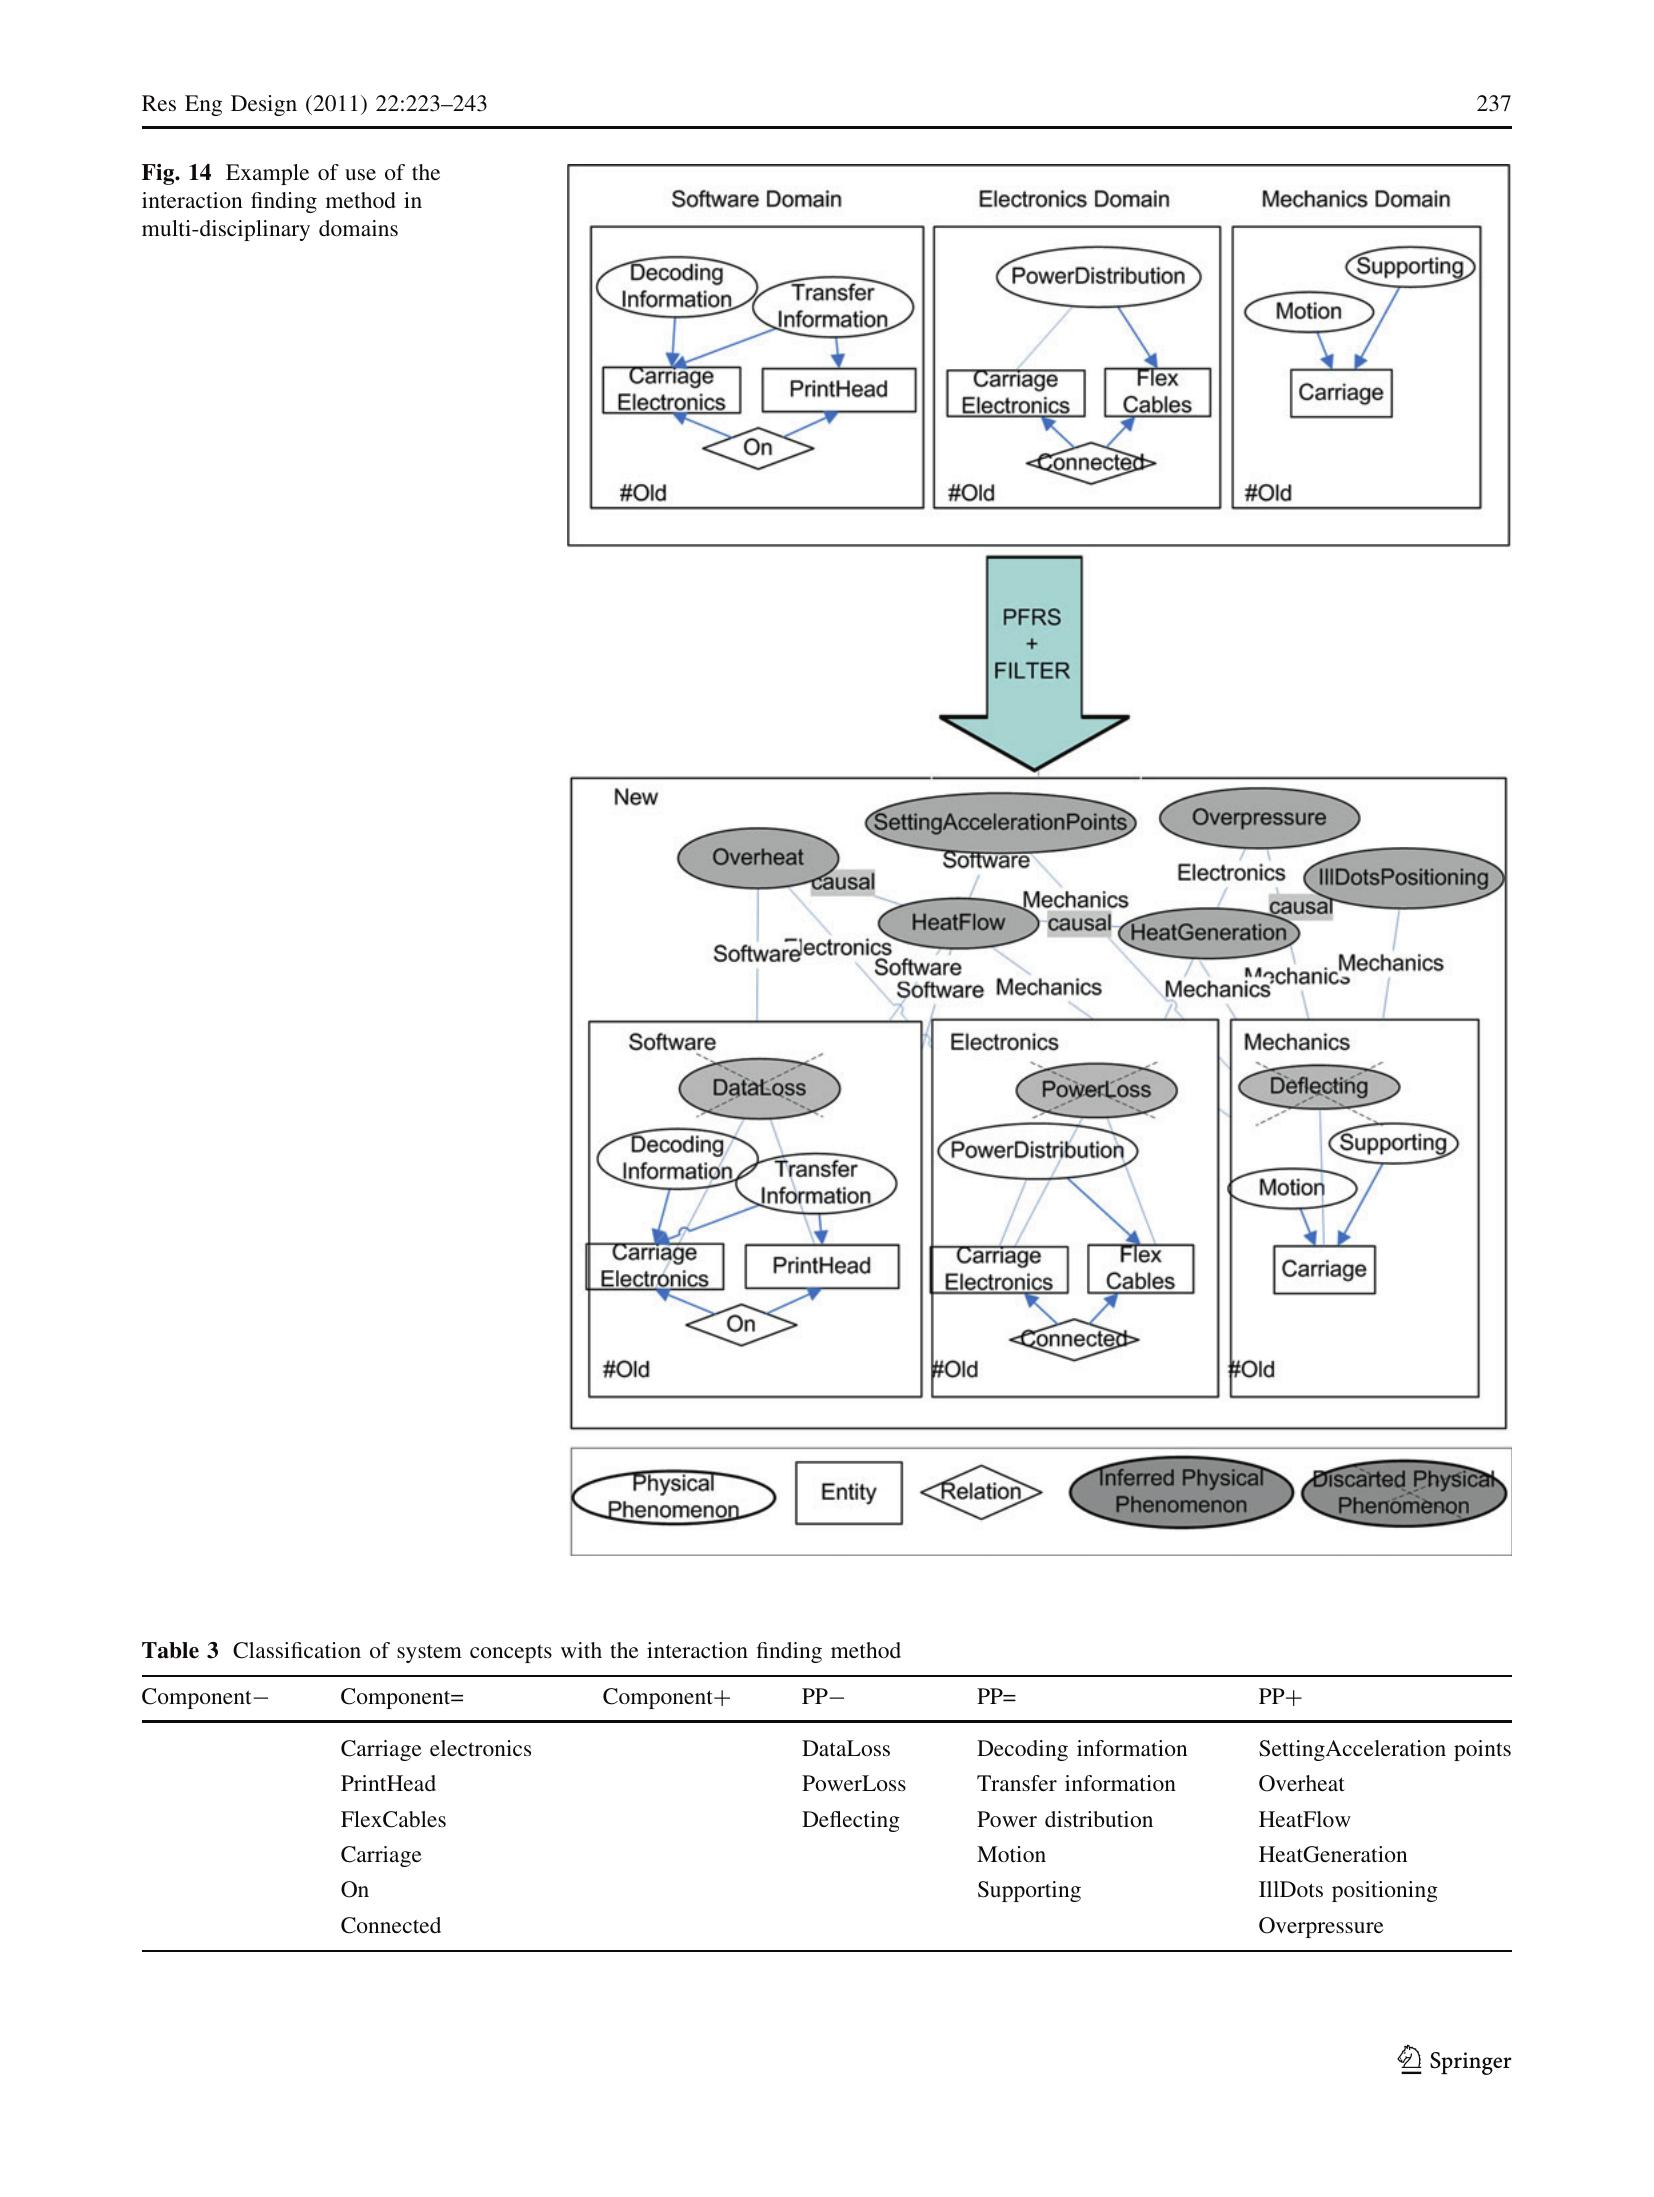 Res Eng Design (2011) 22:223–243 237
Fig. 14 Example of use of the
interaction finding method in
multi-disciplinary domains
Software Domain Electronics Domain Mechanics Domain
Decoding
Information
Transfer
Information
Carriage
Electronics
PrintHead
On
#Old
PowerDistribution
Carriage
Electronics
Flex
Cables
Connected
#Old
Supporting
Motion
Carriage
#Old
PFRS
+
FILTER
New
SettingAccelerationPoints
Overpressure
Overheat
Software
Electronics
IllDotsPositioning
causal
Mechanics
causal
HeatFlow
causal
HeatGeneration
Software
Electronics
Software
Software
Mechanics
Mechanics
Mechanics
Mechanics
Software
DataLoss
Decoding
Information
Transfer
Information
Carriage
Electronics
PrintHead
On
#Old
Electronics
PowerLoss
PowerDistribution
Carriage
Electronics
Flex
Cables
Connected
#Old
Mechanics
Deflecting
Supporting
Motion
Carriage
#Old
Physical
Phenomenon
Entity
Relation
Inferred Physical
Phenomenon
Discarted Physical
Phenomenon
Table 3 Classification of system concepts with the interaction finding method
Component− Component= Component+ PP− PP= PP+
Carriage electronics DataLoss Decoding information SettingAcceleration points
PrintHead PowerLoss Transfer information Overheat
FlexCables Deflecting Power distribution HeatFlow
Carriage Motion HeatGeneration
On Supporting IllDots positioning
Connected Overpressure
Springer